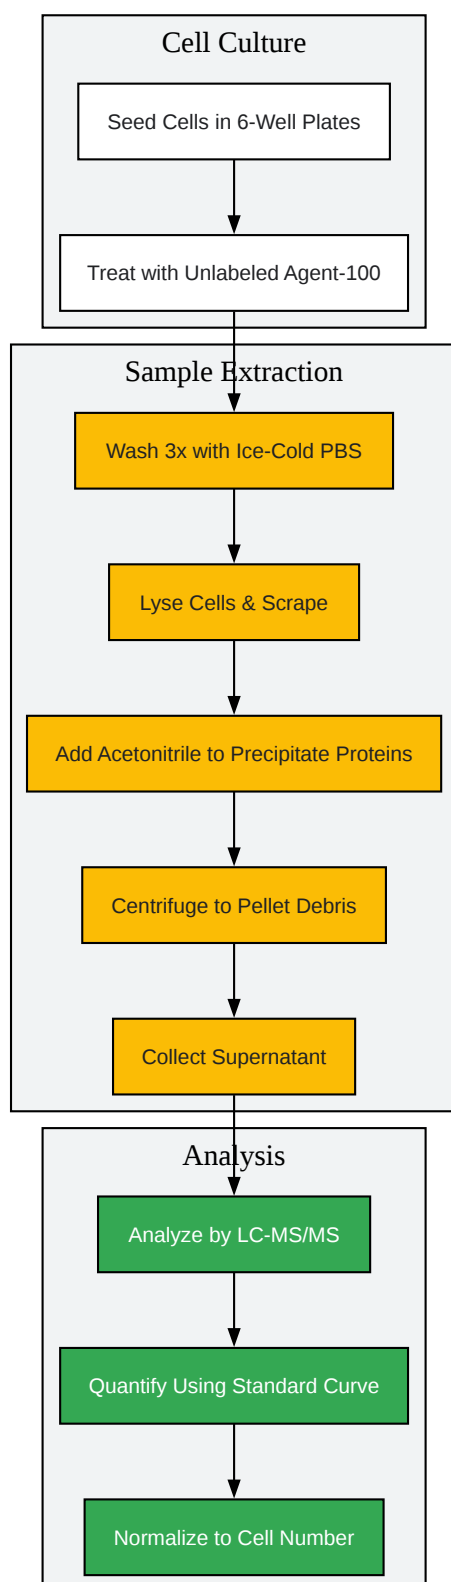 Cell Culture
Seed Cells in 6-Well Plates
Treat with Unlabeled Agent-100
Sample Extraction
Wash 3x with Ice-Cold PBS
Lyse Cells & Scrape
Add Acetonitrile to Precipitate Proteins
Centrifuge to Pellet Debris
Collect Supernatant
Analysis
Analyze by LC-MS/MS
Quantify Using Standard Curve
Normalize to Cell Number